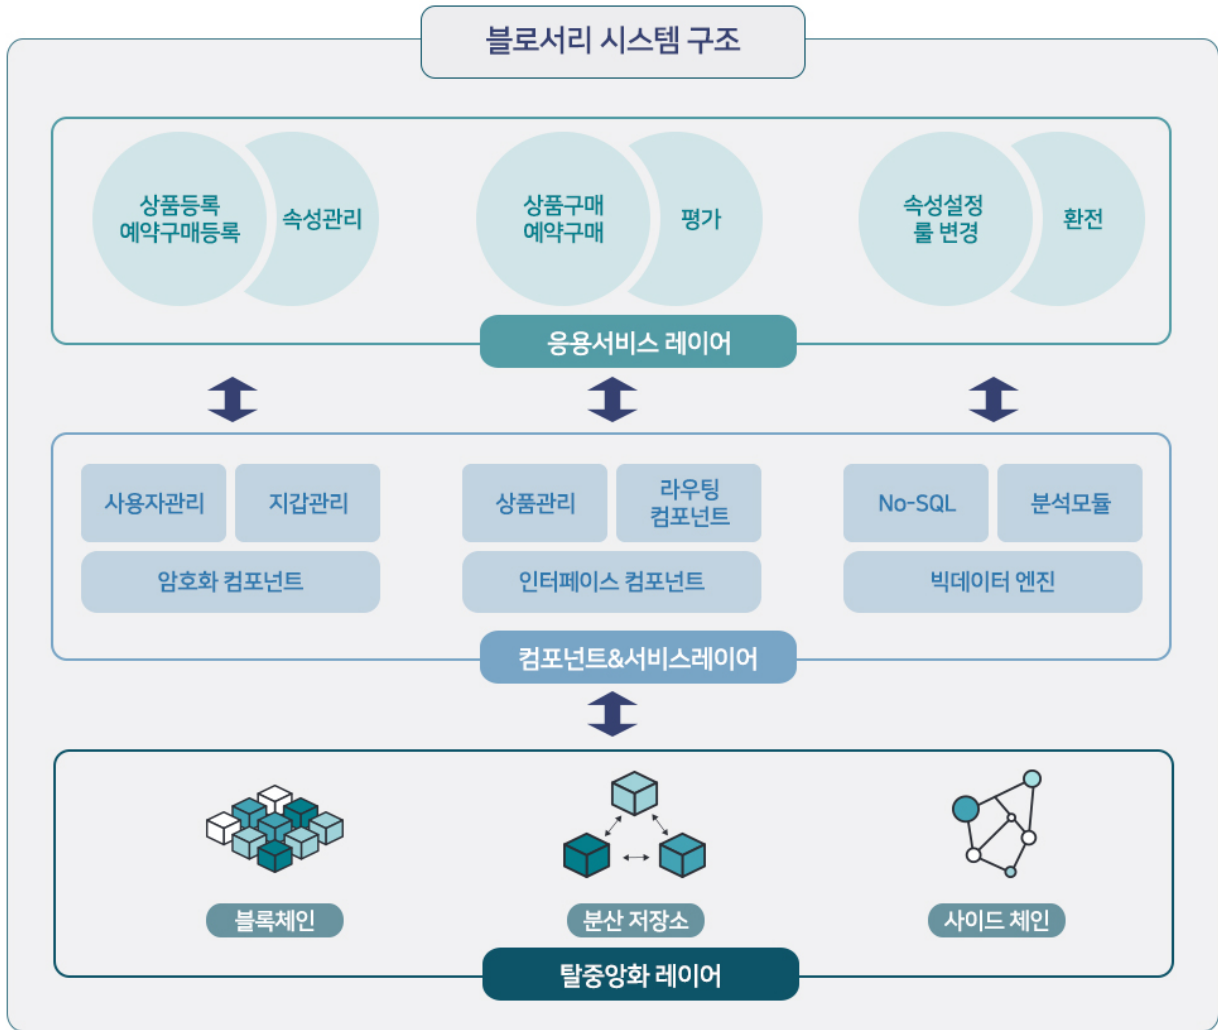 블로서리 시스템 구조
상품등록
예약구매등록
속성관리
상품구매
예약구매
평가
속성설정
룰 변경
환전
응용서비스 레이어
사용자관리
지갑관리
암호화 컴포넌트
상품관리
라우팅
컴포넌트
인터페이스 컴포넌트
No-SQL
분석모듈
빅데이터 엔진
컴포넌트&서비스레이어
블록체인
분산 저장소
사이드 체인
탈중앙화 레이어